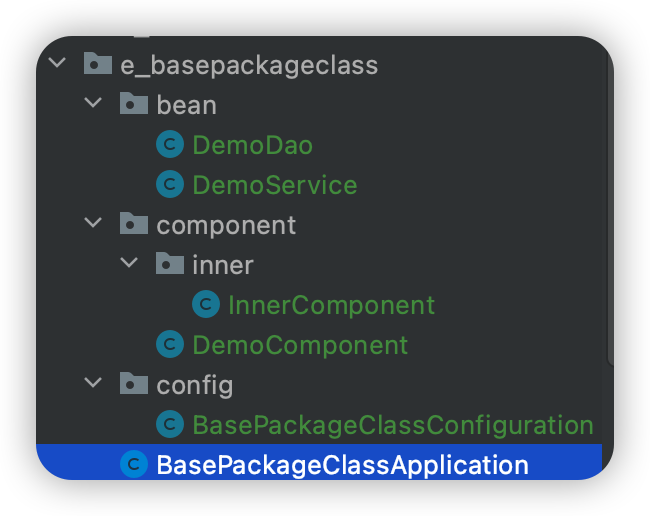 e_basepackageclass
bean
C DemoDao
C DemoService
component
inner
C InnerComponent
C DemoComponent
config
C BasePackageClassConfiguration
C BasePackageClassApplication